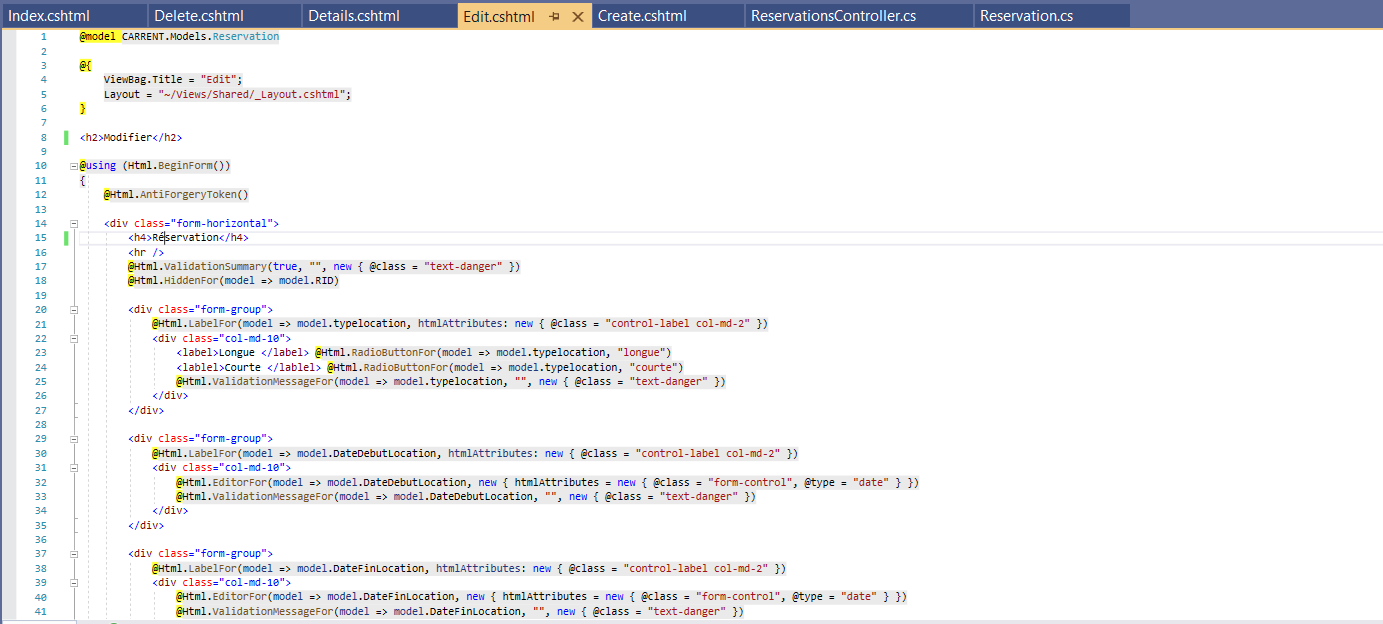 Index.cshtml Delete.cshtml Details.cshtml Edit.cshtml Create.cshtml ReservationsController.cs Reservation.cs
1 @model CARRENT.Models.Reservation
2
3 @{
4 ViewBag.Title = "Edit";
5 Layout = "~/Views/Shared/_Layout.cshtml";
6 }
7
8 <h2>Modifier</h2>
9
10 @using (Html.BeginForm())
11 {
12 @Html.AntiForgeryToken()
13
14 <div class="form-horizontal">
15 <h4>Réservation</h4>
16 <hr />
17 @Html.ValidationSummary(true, "", new { @class = "text-danger" })
18 @Html.HiddenFor(model => model.RID)
19
20 <div class="form-group">
21 @Html.LabelFor(model => model.typelocation, htmlAttributes: new { @class = "control-label col-md-2" })
22 <div class="col-md-10">
23 <label>Longue </label> @Html.RadioButtonFor(model => model.typelocation, "longue")
24 <lablel>Courte </lablel> @Html.RadioButtonFor(model => model.typelocation, "courte")
25 @Html.ValidationMessageFor(model => model.typelocation, "", new { @class = "text-danger" })
26 </div>
27 </div>
28
29 <div class="form-group">
30 @Html.LabelFor(model => model.DateDebutLocation, htmlAttributes: new { @class = "control-label col-md-2" })
31 <div class="col-md-10">
32 @Html.EditorFor(model => model.DateDebutLocation, new { htmlAttributes = new { @class = "form-control", @type = "date" } })
33 @Html.ValidationMessageFor(model => model.DateDebutLocation, "", new { @class = "text-danger" })
34 </div>
35 </div>
36
37 <div class="form-group">
38 @Html.LabelFor(model => model.DateFinLocation, htmlAttributes: new { @class = "control-label col-md-2" })
39 <div class="col-md-10">
40 @Html.EditorFor(model => model.DateFinLocation, new { htmlAttributes = new { @class = "form-control", @type = "date" } })
41 @Html.ValidationMessageFor(model => model.DateFinLocation, "", new { @class = "text-danger" })